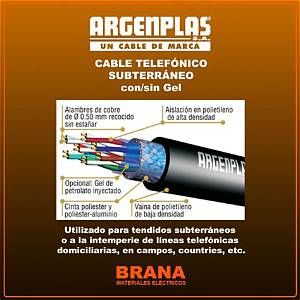 ARGENPLAS
S.A.
UN CABLE DE MARCA
CABLE TELEFÓNICO
SUBTERRÁNEO
con/sin Gel
Alambres de cobre
de Ø 0.50 mm recocido
sin estañar
Aislación en polietileno
de alta densidad
ARGENPLAS
Opcional: Gel de
petrolato inyectado
Cinta poliester y
poliester-aluminio
Vaina de polietileno
de baja densidad
Utilizado para tendidos subterráneos
o a la intemperie de líneas telefónicas
domiciliarias, en campos, countries, etc.
BRANA
MATERIALES ELÉCTRICOS